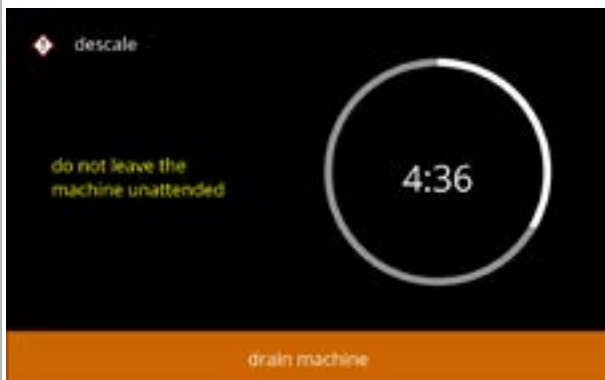 descale
do not leave the
machine unattended
4:36
drain machine